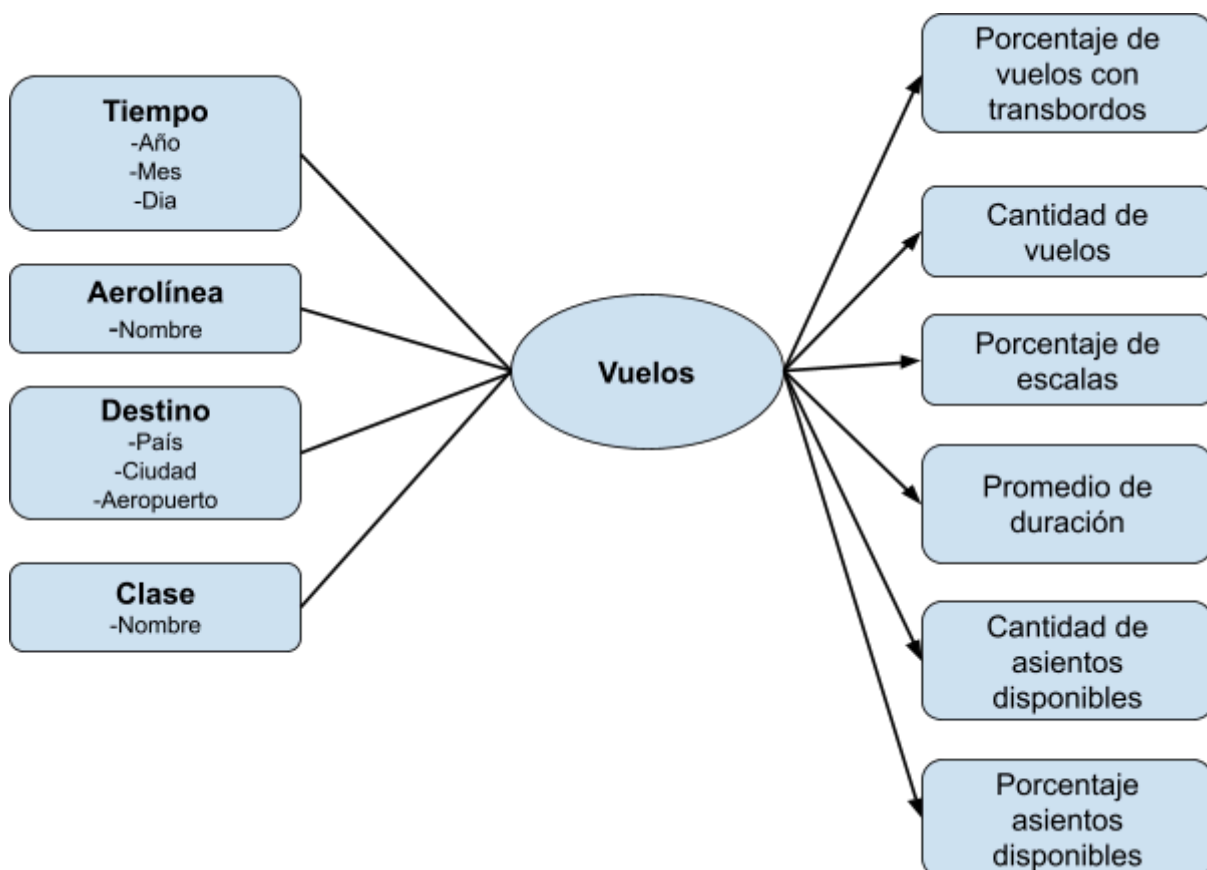 Tiempo
-Año
-Mes
-Dia
Aerolínea
-Nombre
Destino
-País
-Ciudad
-Aeropuerto
Clase
-Nombre
Vuelos
Porcentaje de
vuelos con
transbordos
Cantidad de
vuelos
Porcentaje de
escalas
Promedio de
duración
Cantidad de
asientos
disponibles
Porcentaje
asientos
disponibles